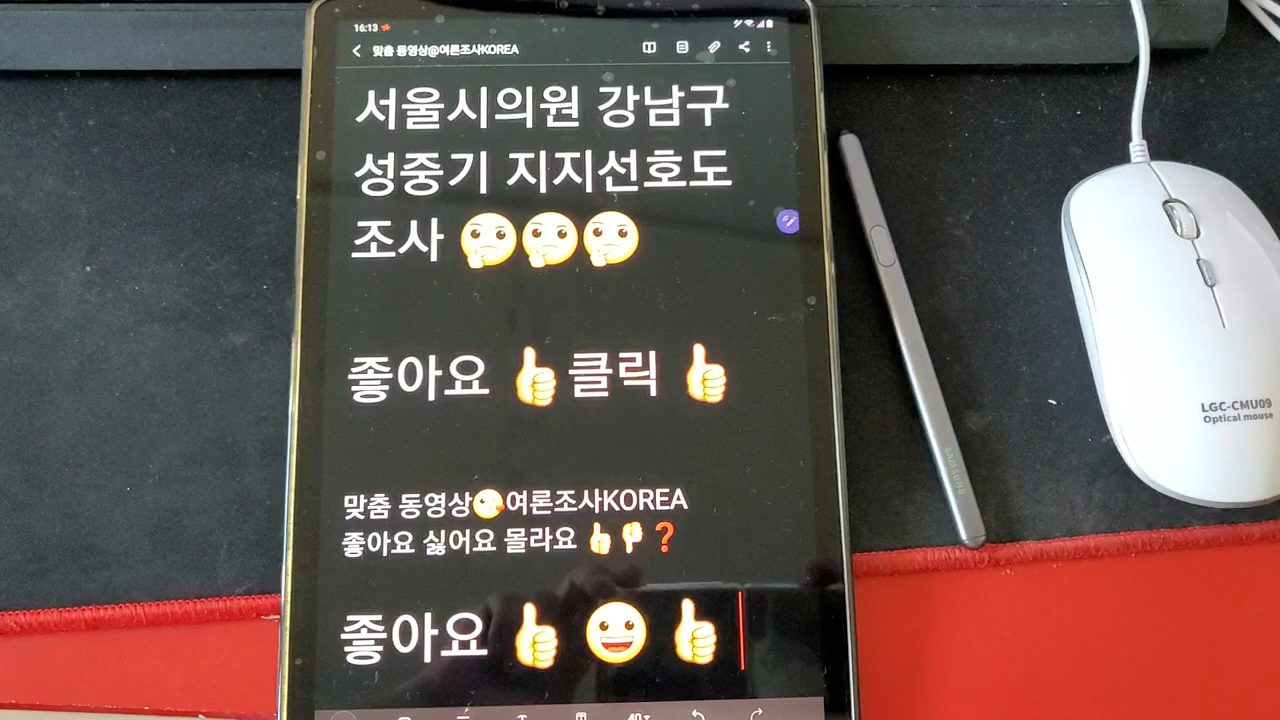 16:13
맞춤 동영상@여론조사KOREA
서울시의원 강남구
성중기 지지선호도
조사 🤔🤔🤔
좋아요 👍클릭 👍
맞춤 동영상😘여론조사KOREA
좋아요 싫어요 몰라요 👍👎❓
좋아요 👍 😀 👍
SAMSUNG
LGC-CMU09
Optical mouse